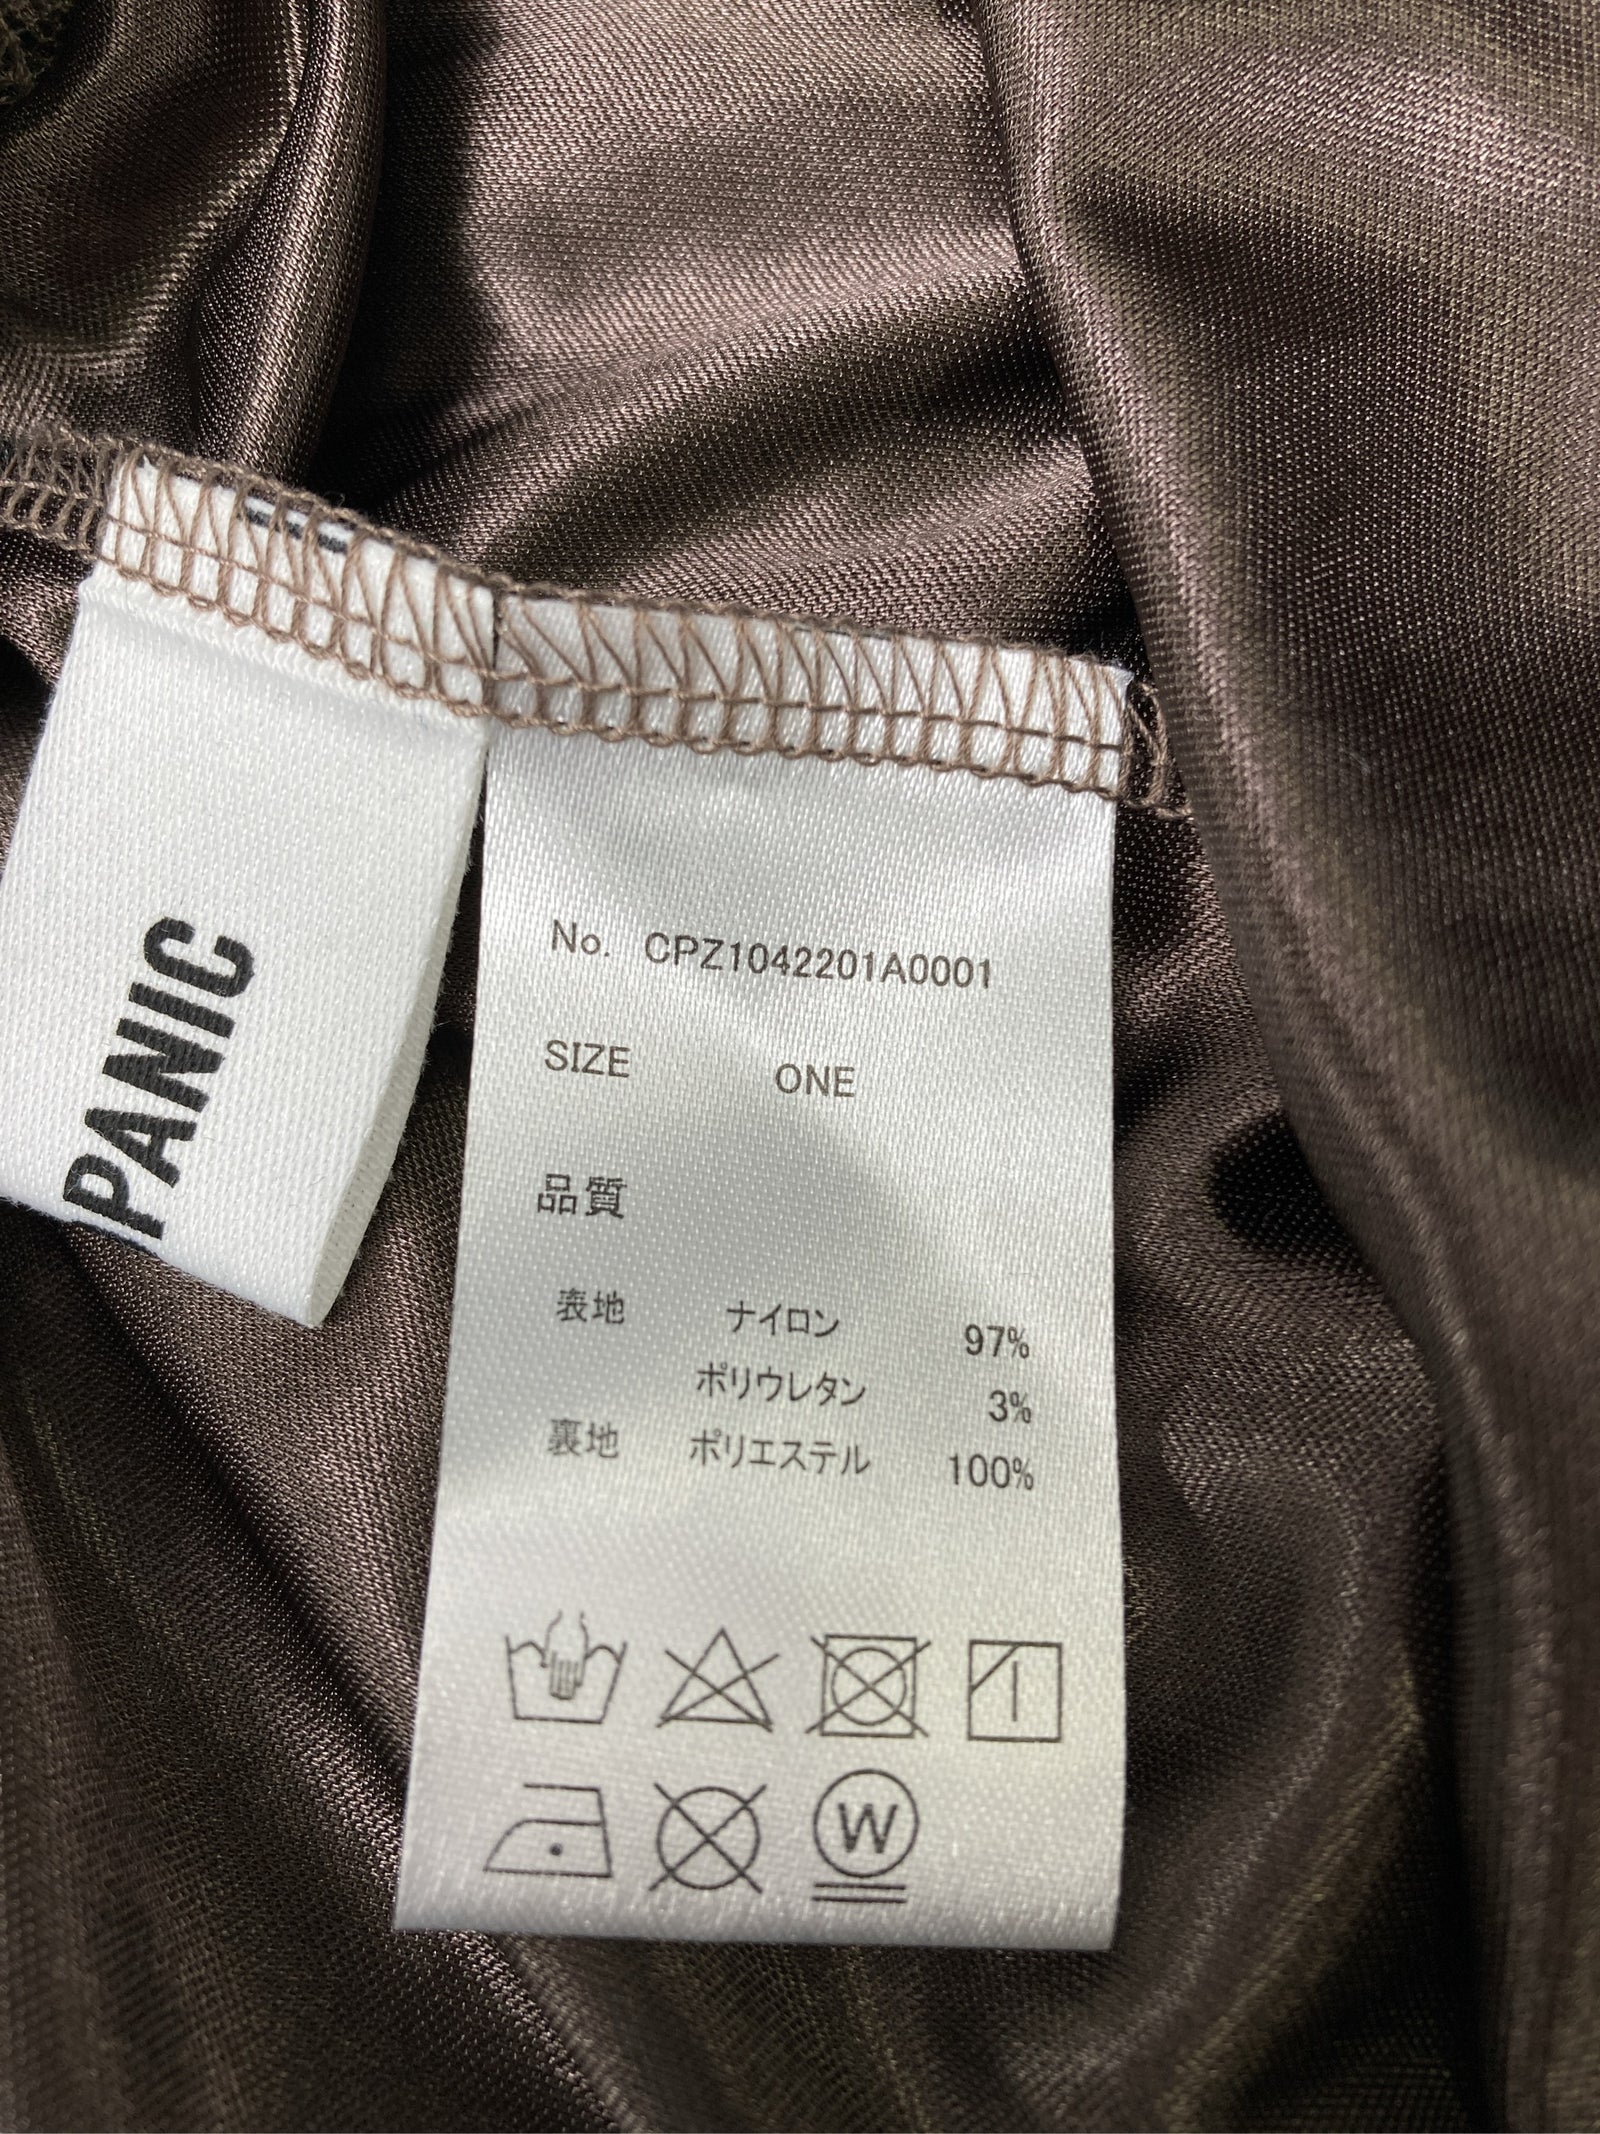 PANIC
No. CPZ1042201A0001
SIZE ONE
品質
表地 ナイロン 97%
ポリウレタン 3%
裏地 ポリエステル 100%
W